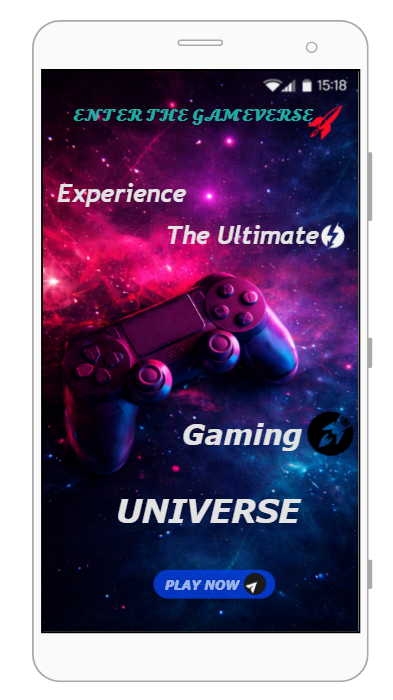 15:18
ENTER THE GAMEVERSE
Experience
The Ultimate
Gaming
UNIVERSE
PLAY NOW